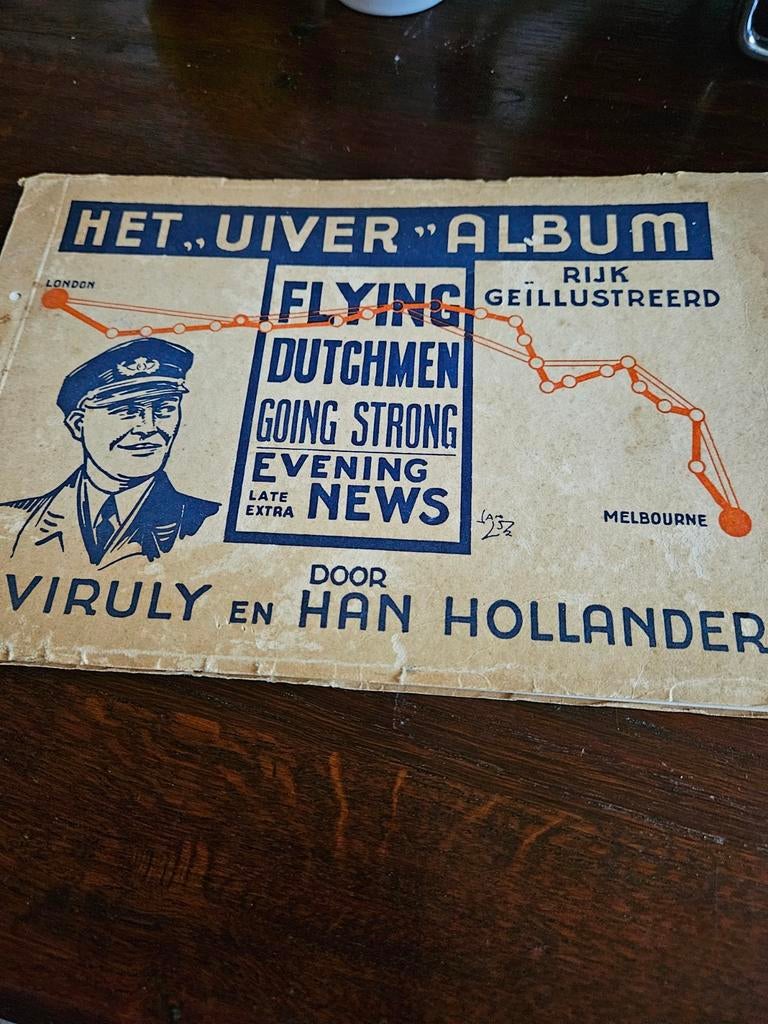 HET „UIVER” ALBUM
LONDON
RIJK
GEÏLLUSTREERD
FLYING
DUTCHMEN
GOING STRONG
EVENING
LATE
EXTRA
NEWS
MELBOURNE
DOOR
VIRULY EN HAN HOLLANDER